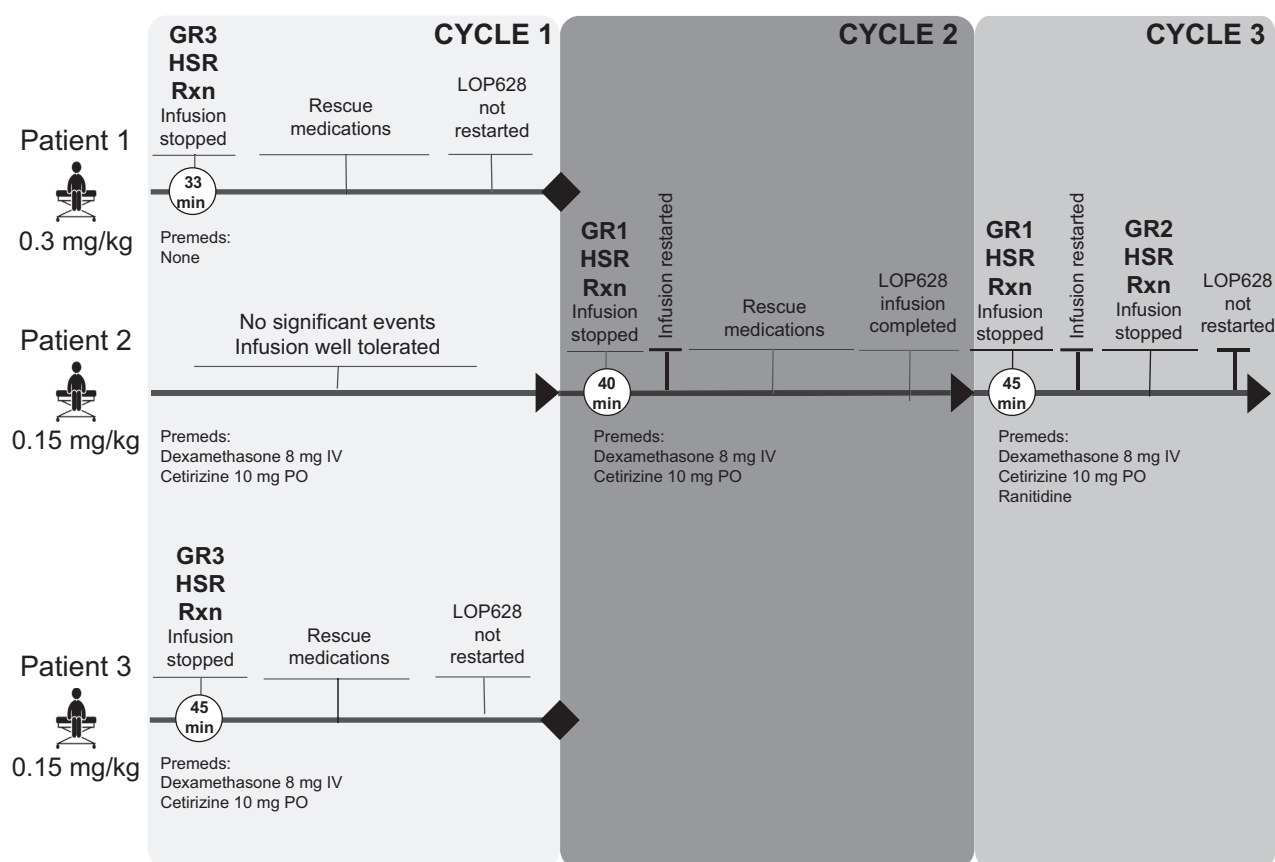 CYCLE 1
CYCLE 2
CYCLE 3
Patient 1
0.3 mg/kg
GR3
HSR
Rxn
Infusion
stopped
33
min
Rescue
medications
LOP628
not
restarted
Premeds:
None
Patient 2
0.15 mg/kg
No significant events
Infusion well tolerated
Premeds:
Dexamethasone 8 mg IV
Cetirizine 10 mg PO
GR1
HSR
Rxn
Infusion
stopped
40
min
Infusion restarted
Rescue
medications
LOP628
infusion
completed
Premeds:
Dexamethasone 8 mg IV
Cetirizine 10 mg PO
GR1
HSR
Rxn
Infusion
stopped
45
min
Infusion restarted
GR2
HSR
Rxn
Infusion
stopped
LOP628
not
restarted
Premeds:
Dexamethasone 8 mg IV
Cetirizine 10 mg PO
Ranitidine
Patient 3
0.15 mg/kg
GR3
HSR
Rxn
Infusion
stopped
45
min
Rescue
medications
LOP628
not
restarted
Premeds:
Dexamethasone 8 mg IV
Cetirizine 10 mg PO